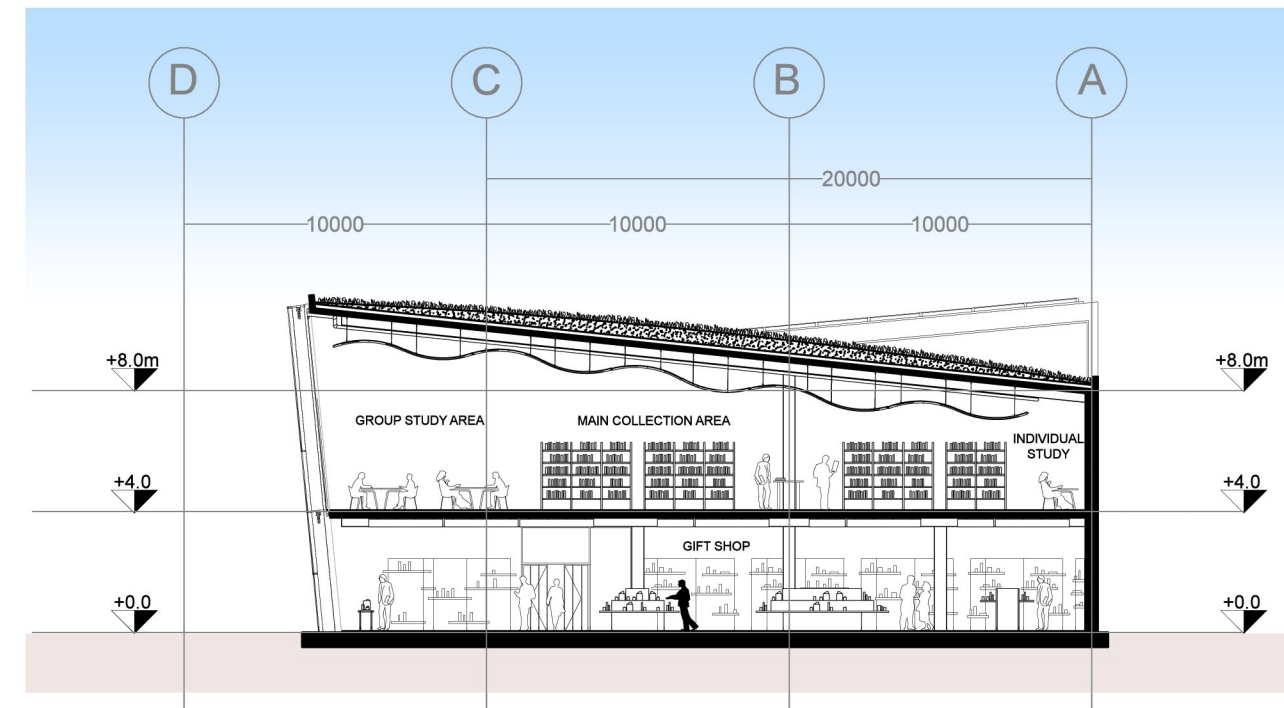 D
C
B
A
20000
10000
10000
10000
+8.0m
+8.0m
GROUP STUDY AREA
MAIN COLLECTION AREA
INDIVIDUAL
STUDY
+4.0
+4.0
GIFT SHOP
+0.0
+0.0